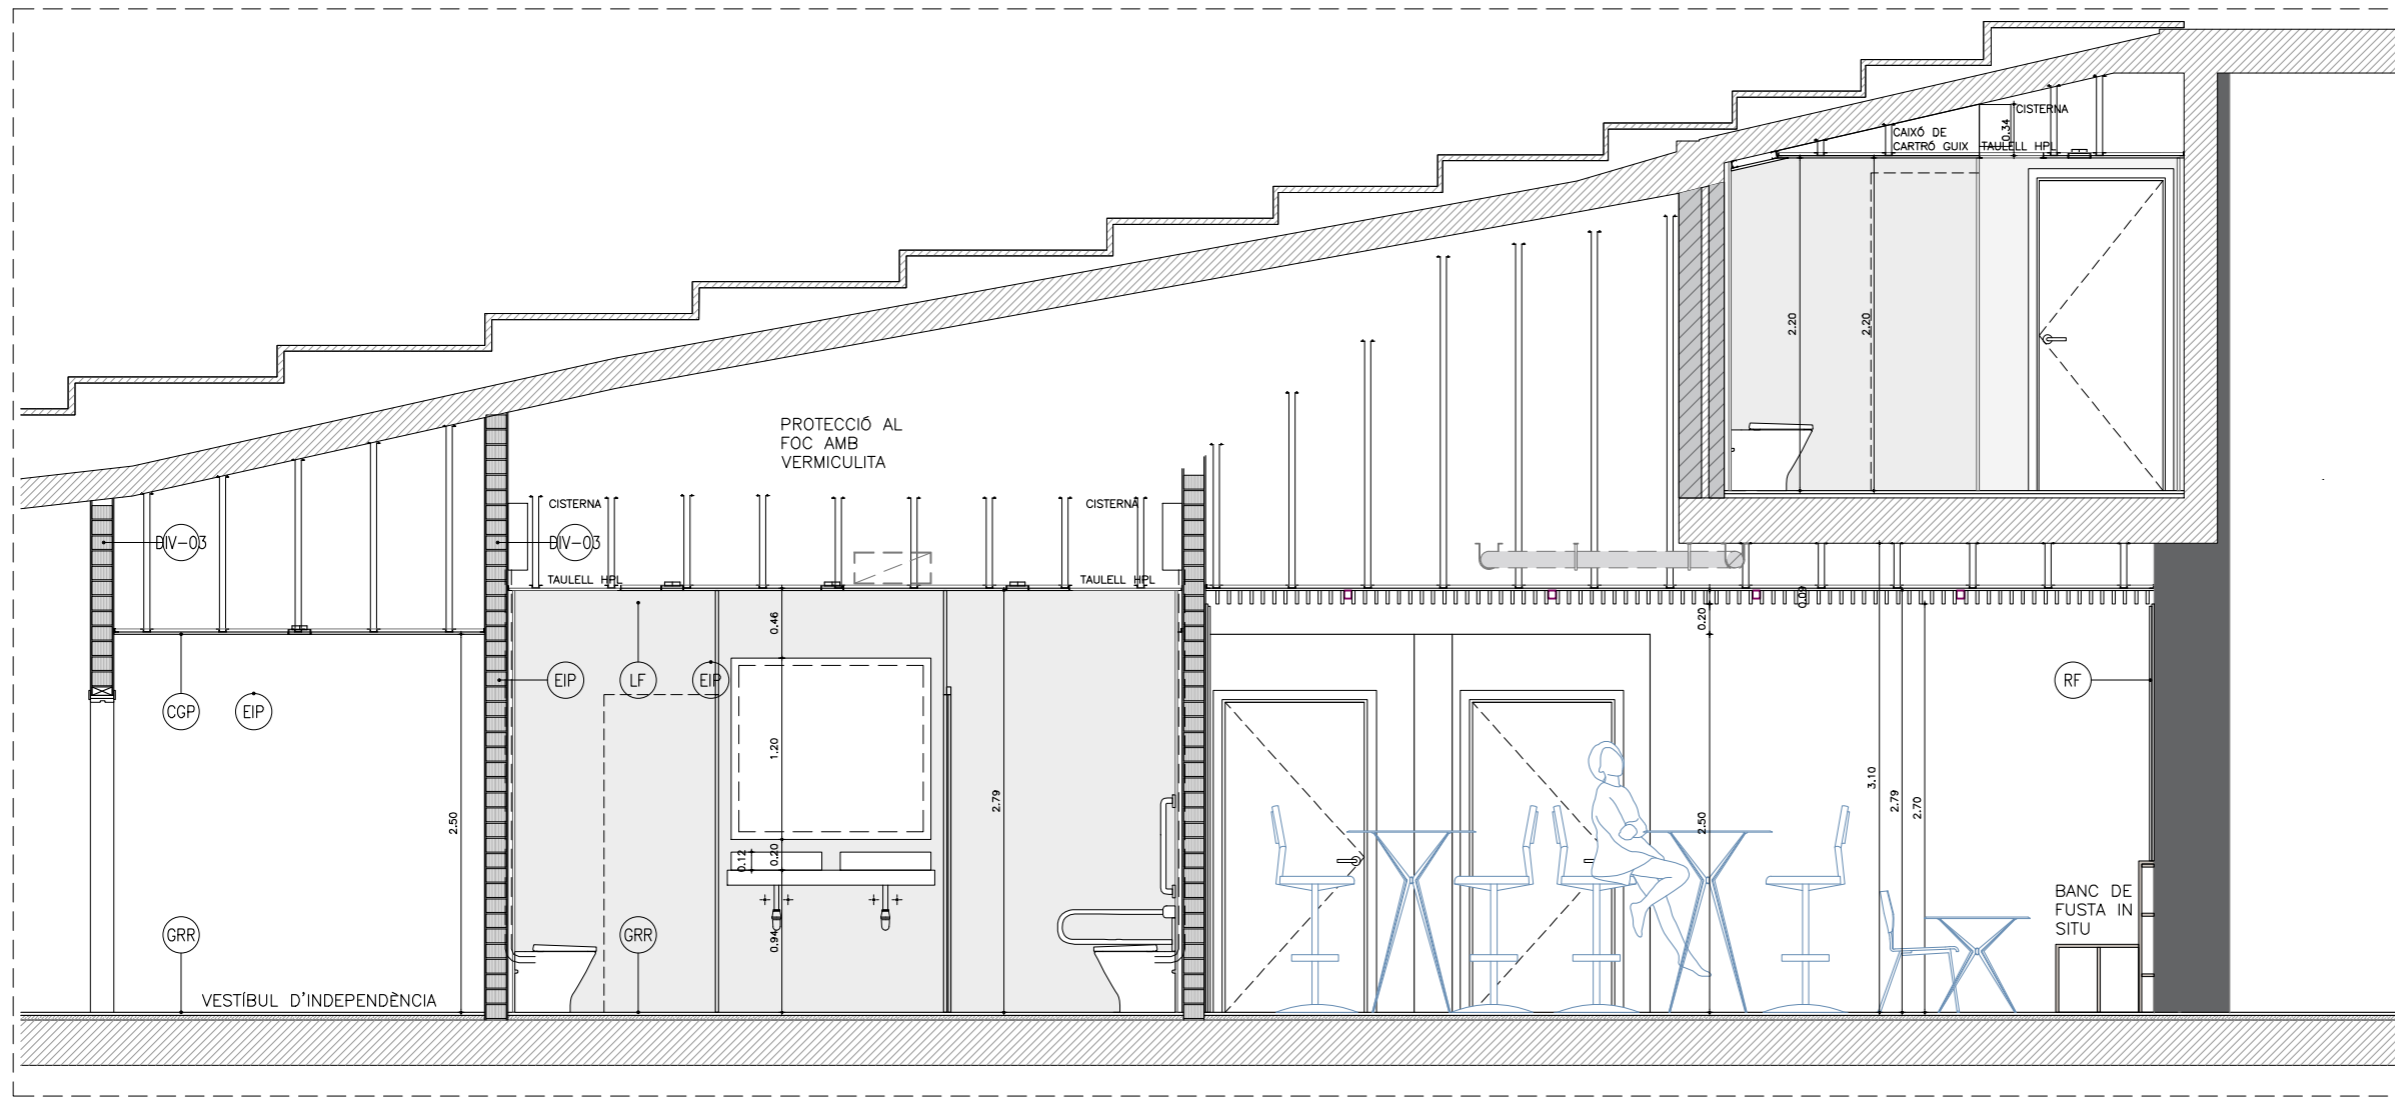 CISTERNA
0.34
CAIXÓ DE
CARTRÓ GUIX
TAULELL HPL
2.20
2.20
PROTECCIÓ AL
FOC AMB
VERMICULITA
CISTERNA
CISTERNA
DIV-03
DIV-03
TAULELL HPL
TAULELL HPL
0.09
0.20
0.46
EIP
LF
EIP
RF
CGP
EIP
1.20
3.10
2.79
2.79
2.70
2.50
2.50
0.12
0.20
BANC DE
FUSTA IN
SITU
GRR
GRR
0.94
VESTÍBUL D'INDEPENDÈNCIA